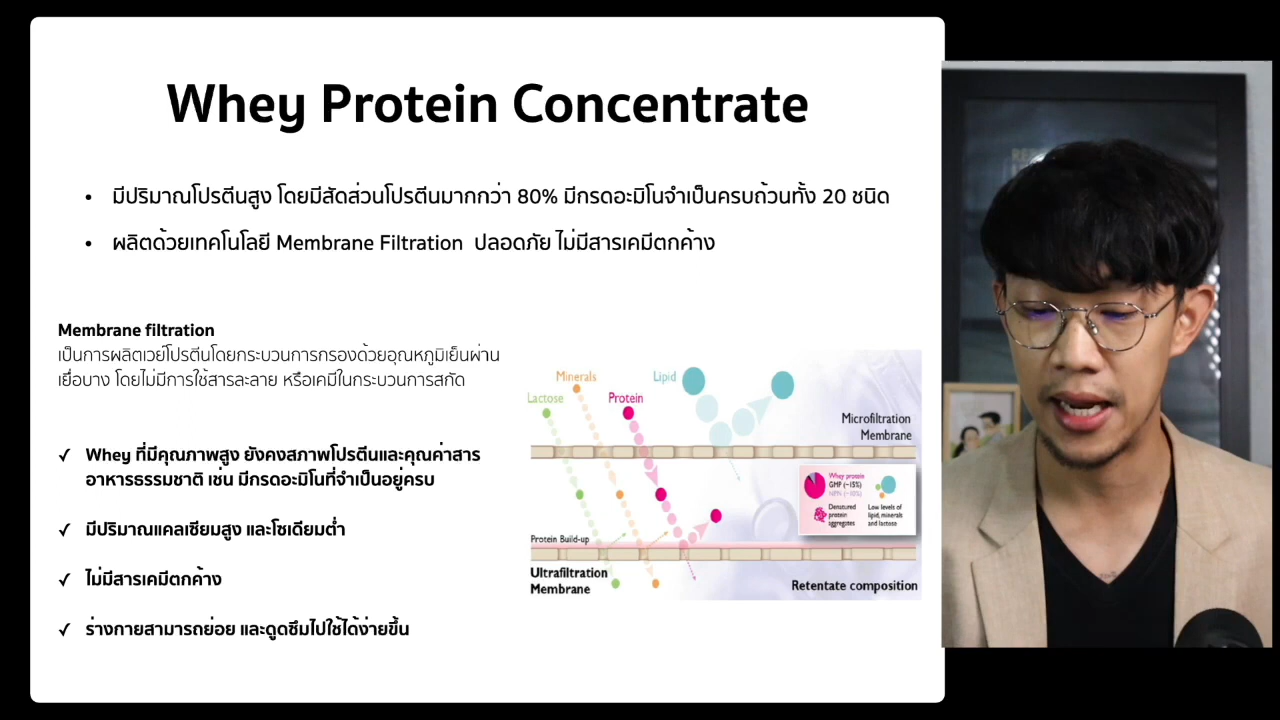 Whey Protein Concentrate
• มีปริมาณโปรตีนสูง โดยมีสัดส่วนโปรตีนมากกว่า 80% มีกรดอะมิโนจำเป็นครบถ้วนทั้ง 20 ชนิด
• ผลิตด้วยเทคโนโลยี Membrane Filtration ปลอดภัย ไม่มีสารเคมีตกค้าง
Membrane filtration
เป็นการผลิตเวย์โปรตีนโดยกระบวนการกรองด้วยอุณหภูมิเย็นผ่าน
เยื่อบาง โดยไม่มีการใช้สารละลาย หรือเคมีในกระบวนการสกัด
✓ Whey ที่มีคุณภาพสูง ยังคงสภาพโปรตีนและคุณค่าสาร
อาหารธรรมชาติ เช่น มีกรดอะมิโนที่จำเป็นอยู่ครบ
✓ มีปริมาณแคลเซียมสูง และโซเดียมต่ำ
✓ ไม่มีสารเคมีตกค้าง
✓ ร่างกายสามารถย่อย และดูดซึมไปใช้ได้ง่ายขึ้น
Minerals
Lipid
Lactose
Protein
Microfiltration
Membrane
Whey protein
GMP (~15%)
NPN (~10%)
Denatured
protein
aggregates
Low levels of
lipid, minerals
and lactose
Protein Build-up
Ultrafiltration
Membrane
Retentate composition